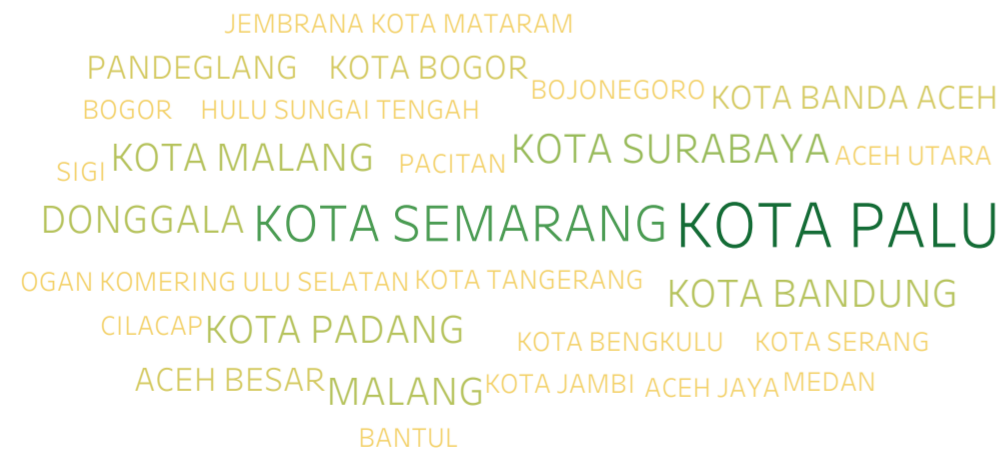 JEMBRANA KOTA MATARAM
PANDEGLANG KOTA BOGOR
BOJONEGORO KOTA BANDA ACEH
BOGOR HULU SUNGAI TENGAH
SIGI KOTA MALANG PACITAN KOTA SURABAYA ACEH UTARA
DONGGALA KOTA SEMARANG KOTA PALU
OGAN KOMERING ULU SELATAN KOTA TANGERANG KOTA BANDUNG
CILACAP KOTA PADANG KOTA BENGKULU KOTA SERANG
ACEH BESAR MALANG KOTA JAMBI ACEH JAYA MEDAN
BANTUL